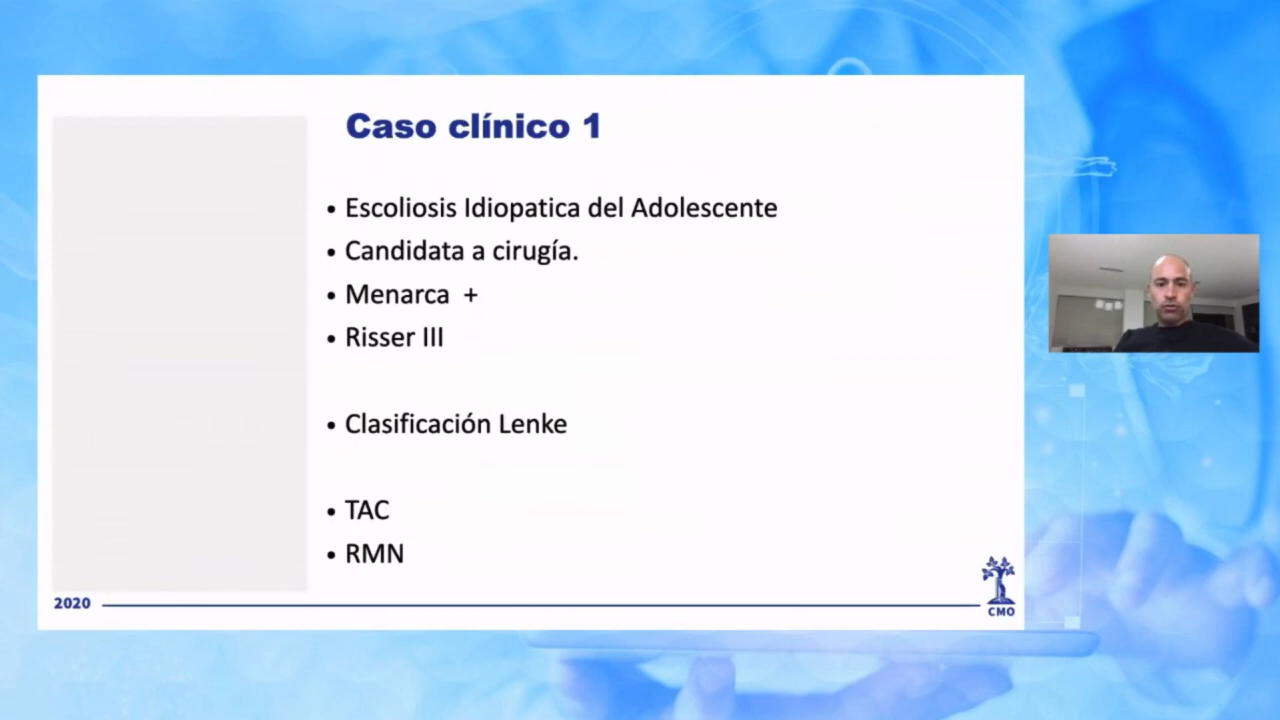 Caso clínico 1
• Escoliosis Idiopatica del Adolescente
• Candidata a cirugía.
• Menarca +
• Risser III
• Clasificación Lenke
• TAC
• RMN
2020
CMO